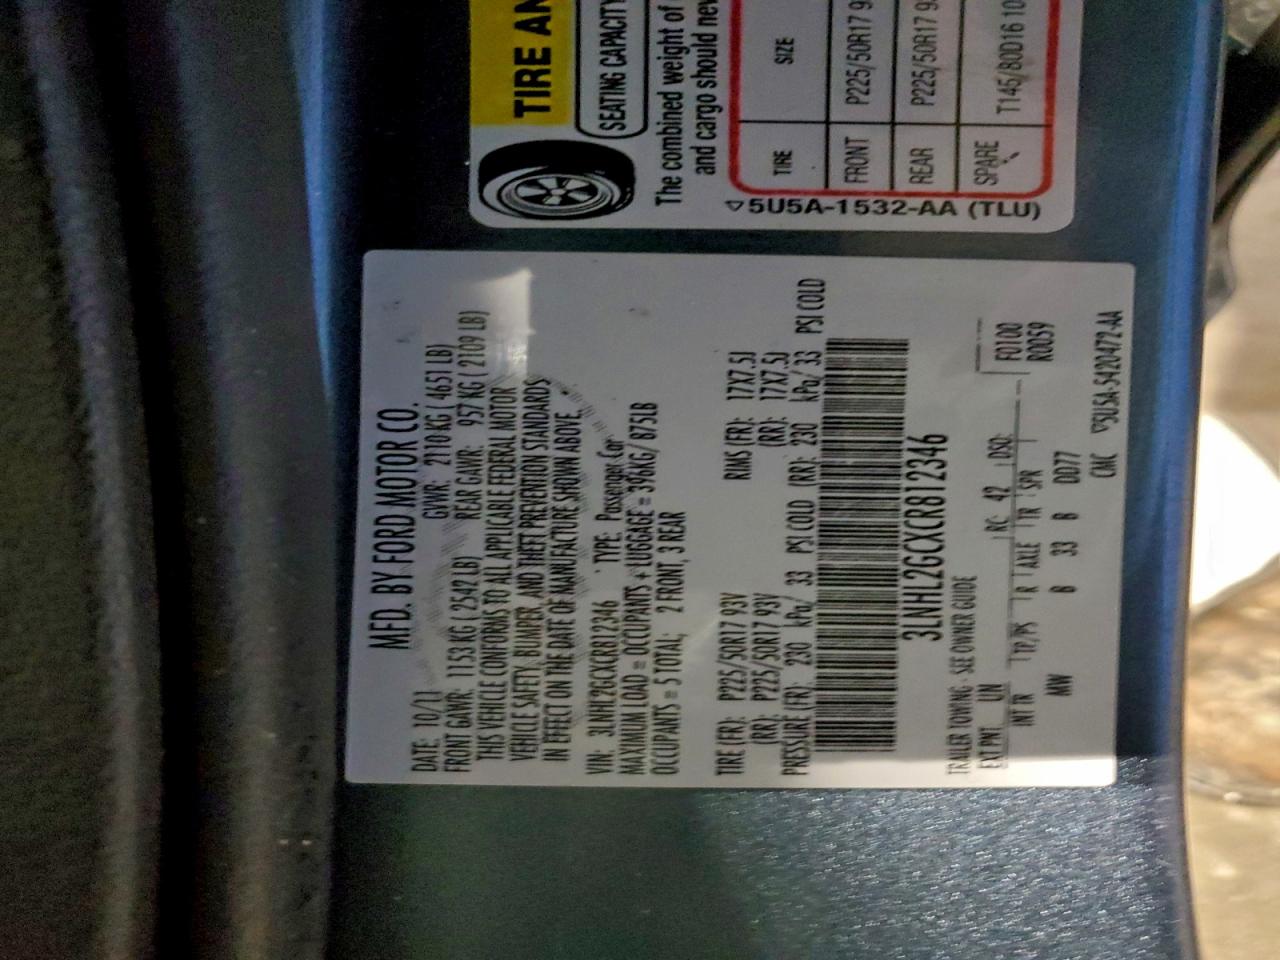 MFD. BY FORD MOTOR CO.
DATE: 10/11 GVWR: 2110 KG ( 4651 LB)
FRONT GAWR: 1153 KG ( 2542 LB) REAR GAWR: 957 KG ( 2109 LB)
THIS VEHICLE CONFORMS TO ALL APPLICABLE FEDERAL MOTOR
VEHICLE SAFETY, BUMPER, AND THEFT PREVENTION STANDARDS
IN EFFECT ON THE DATE OF MANUFACTURE SHOWN ABOVE.
VIN: 3LNHL2GCXCR812346 TYPE: Passenger Car
MAXIMUM LOAD = OCCUPANTS + LUGGAGE = 396KG/ 875LB
OCCUPANTS = 5 TOTAL; 2 FRONT, 3 REAR
TIRE (FR): P225/50R17 93V RIMS (FR): 17X7.5J
(RR): P225/50R17 93V (RR): 17X7.5J
PRESSURE (FR): 230 kPa/ 33 PSI COLD (RR): 230 kPa/ 33 PSI COLD
3LNHL2GCXCR812346
TRAILER TOWING - SEE OWNER GUIDE
EXT PNT: UN RC: 42 DSO: F0100
INT TR TP/PS R ALE TR SPR R0059
MW B 33 B DD77
CMC ▽5U5A-5420472-AA
TIRE AN
SEATING CAPACITY
The combined weight of
and cargo should nev
TIRE SIZE
FRONT P225/50R17 9
REAR P225/50R17 9
SPARE T145/80D16 10
▽5U5A-1532-AA (TLU)